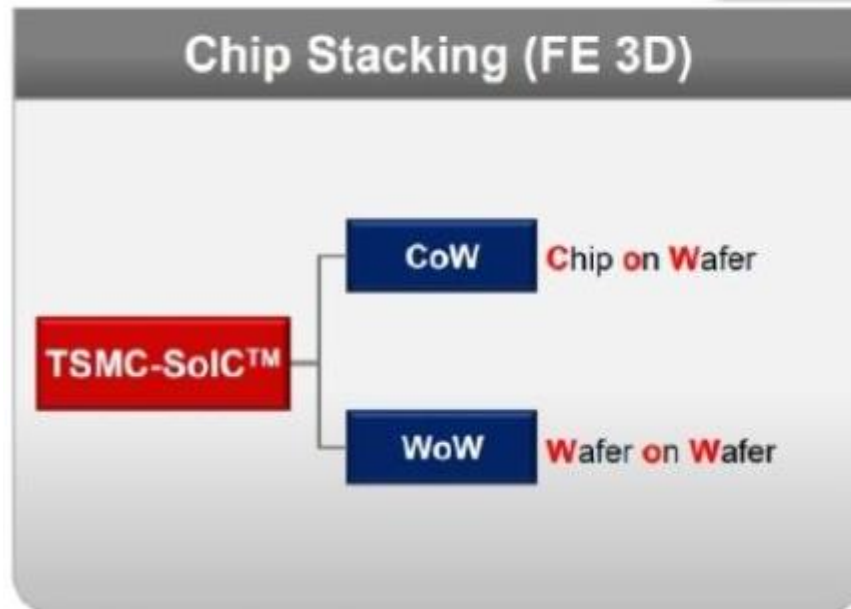 Chip Stacking (FE 3D)
CoW
Chip on Wafer
TSMC-SoIC™
WoW
Wafer on Wafer